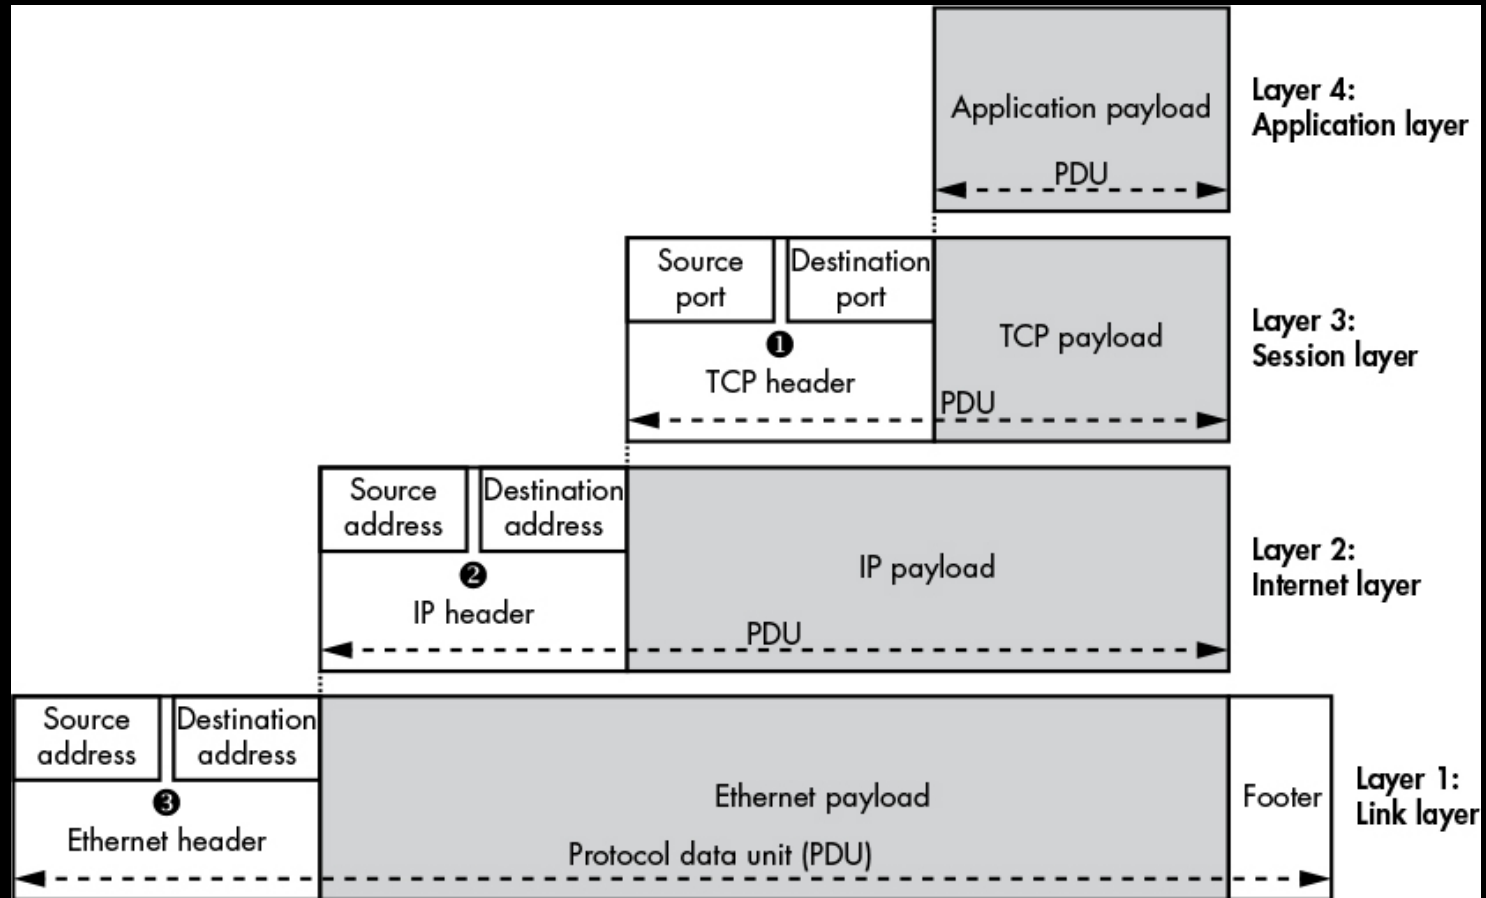 Application payload
PDU
Layer 4:
Application layer
Source
port
Destination
port
❶
TCP header
TCP payload
PDU
Layer 3:
Session layer
Source
address
Destination
address
❷
IP header
IP payload
PDU
Layer 2:
Internet layer
Source
address
Destination
address
❸
Ethernet header
Ethernet payload
Protocol data unit (PDU)
Footer
Layer 1:
Link layer